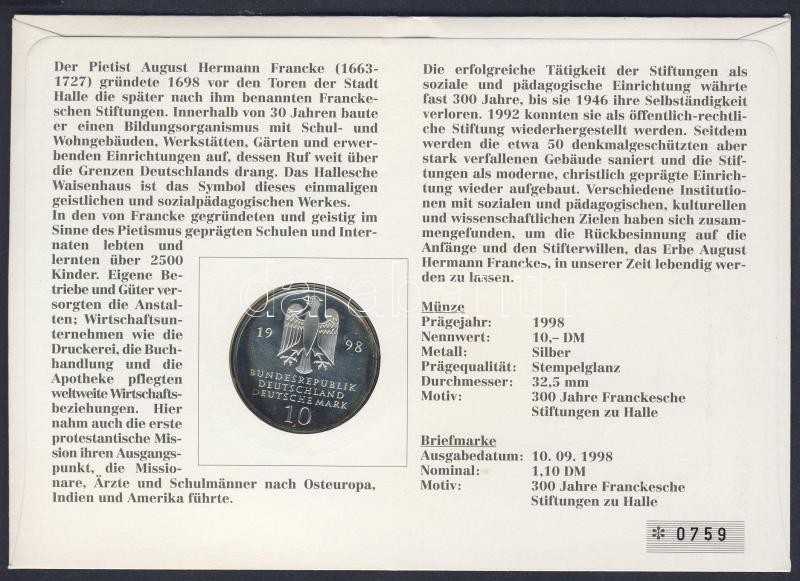 Der Pietist August Hermann Francke (1663-
1727) gründete 1698 vor den Toren der Stadt
Halle die später nach ihm benannten Francke-
schen Stiftungen. Innerhalb von 30 Jahren baute
er einen Bildungsorganismus mit Schul- und
Wohngebäuden, Werkstätten, Gärten und erwer-
benden Einrichtungen auf, dessen Ruf weit über
die Grenzen Deutschlands drang. Das Hallesche
Waisenhaus ist das Symbol dieses einmaligen
geistlichen und sozialpädagogischen Werkes.
In den von Francke gegründeten und geistig im
Sinne des Pietismus geprägten Schulen und Inter-
naten lebten und
lernten über 2500
Kinder. Eigene Be-
triebe und Güter ver-
sorgten die Anstal-
ten; Wirtschaftsun-
ternehmen wie die
Druckerei, die Buch-
handlung und die
Apotheke pflegten
weltweite Wirtschafts-
beziehungen. Hier
nahm auch die erste
protestantische Mis-
sion ihren Ausgangs-
punkt, die Missio-
nare, Ärzte und Schulmänner nach Osteuropa,
Indien und Amerika führte.
1998
BUNDESREPUBLIK
DEUTSCHLAND
DEUTSCHE MARK
10
Die erfolgreiche Tätigkeit der Stiftungen als
soziale und pädagogische Einrichtung währte
fast 300 Jahre, bis sie 1946 ihre Selbständigkeit
verloren. 1992 konnten sie als öffentlich-rechtli-
che Stiftung wiederhergestellt werden. Seitdem
werden die etwa 50 denkmalgeschützten aber
stark verfallenen Gebäude saniert und die Stif-
tungen als moderne, christlich geprägte Einrich-
tung wieder aufgebaut. Verschiedene Institutio-
nen mit sozialen und pädagogischen, kulturellen
und wissenschaftlichen Zielen haben sich zusam-
mengefunden, um die Rückbesinnung auf die
Anfänge und den Stifterwillen, das Erbe August
Hermann Franckes, in unserer Zeit lebendig wer-
den zu lassen.
Münze
Prägejahr: 1998
Nennwert: 10,– DM
Metall: Silber
Prägequalität: Stempelglanz
Durchmesser: 32,5 mm
Motiv: 300 Jahre Franckesche
Stiftungen zu Halle
Briefmarke
Ausgabedatum: 10. 09. 1998
Nominal: 1,10 DM
Motiv: 300 Jahre Franckesche
Stiftungen zu Halle
* 0759